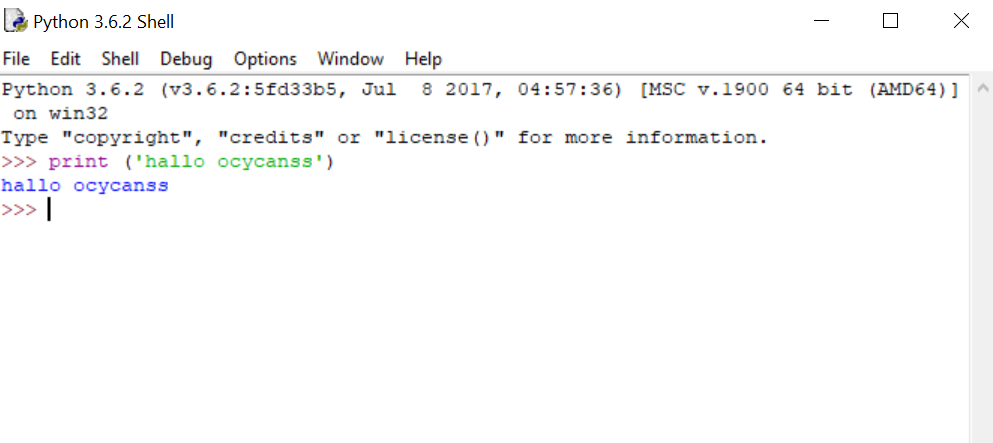 Python 3.6.2 Shell
File Edit Shell Debug Options Window Help
Python 3.6.2 (v3.6.2:5fd33b5, Jul  8 2017, 04:57:36) [MSC v.1900 64 bit (AMD64)]
 on win32
Type "copyright", "credits" or "license()" for more information.
>>> print ('hallo ocycanss')
hallo ocycanss
>>>